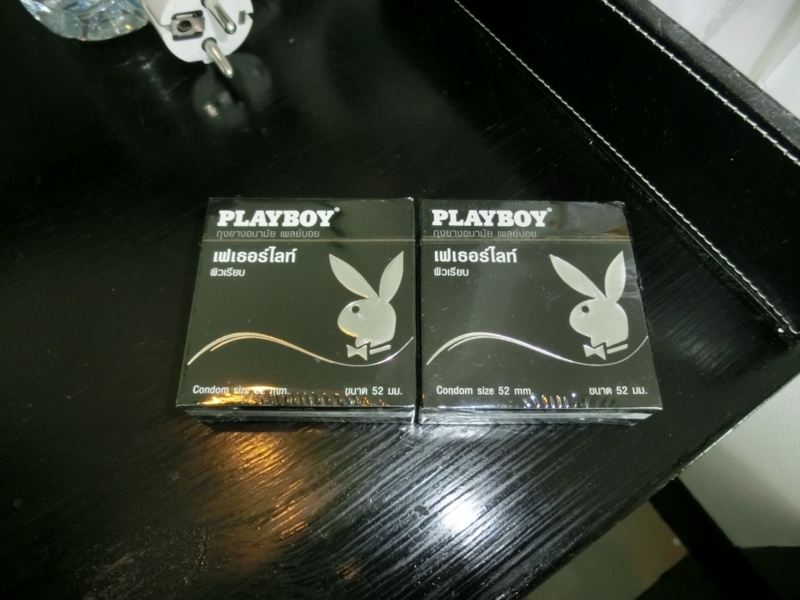 PLAYBOY®
ถุงยางอนามัย เพลย์บอย
เฟเธอร์ไลท์
ผิวเรียบ
Condom size 52 mm.
ขนาด 52 มม.
PLAYBOY®
ถุงยางอนามัย เพลย์บอย
เฟเธอร์ไลท์
ผิวเรียบ
Condom size 52 mm.
ขนาด 52 มม.